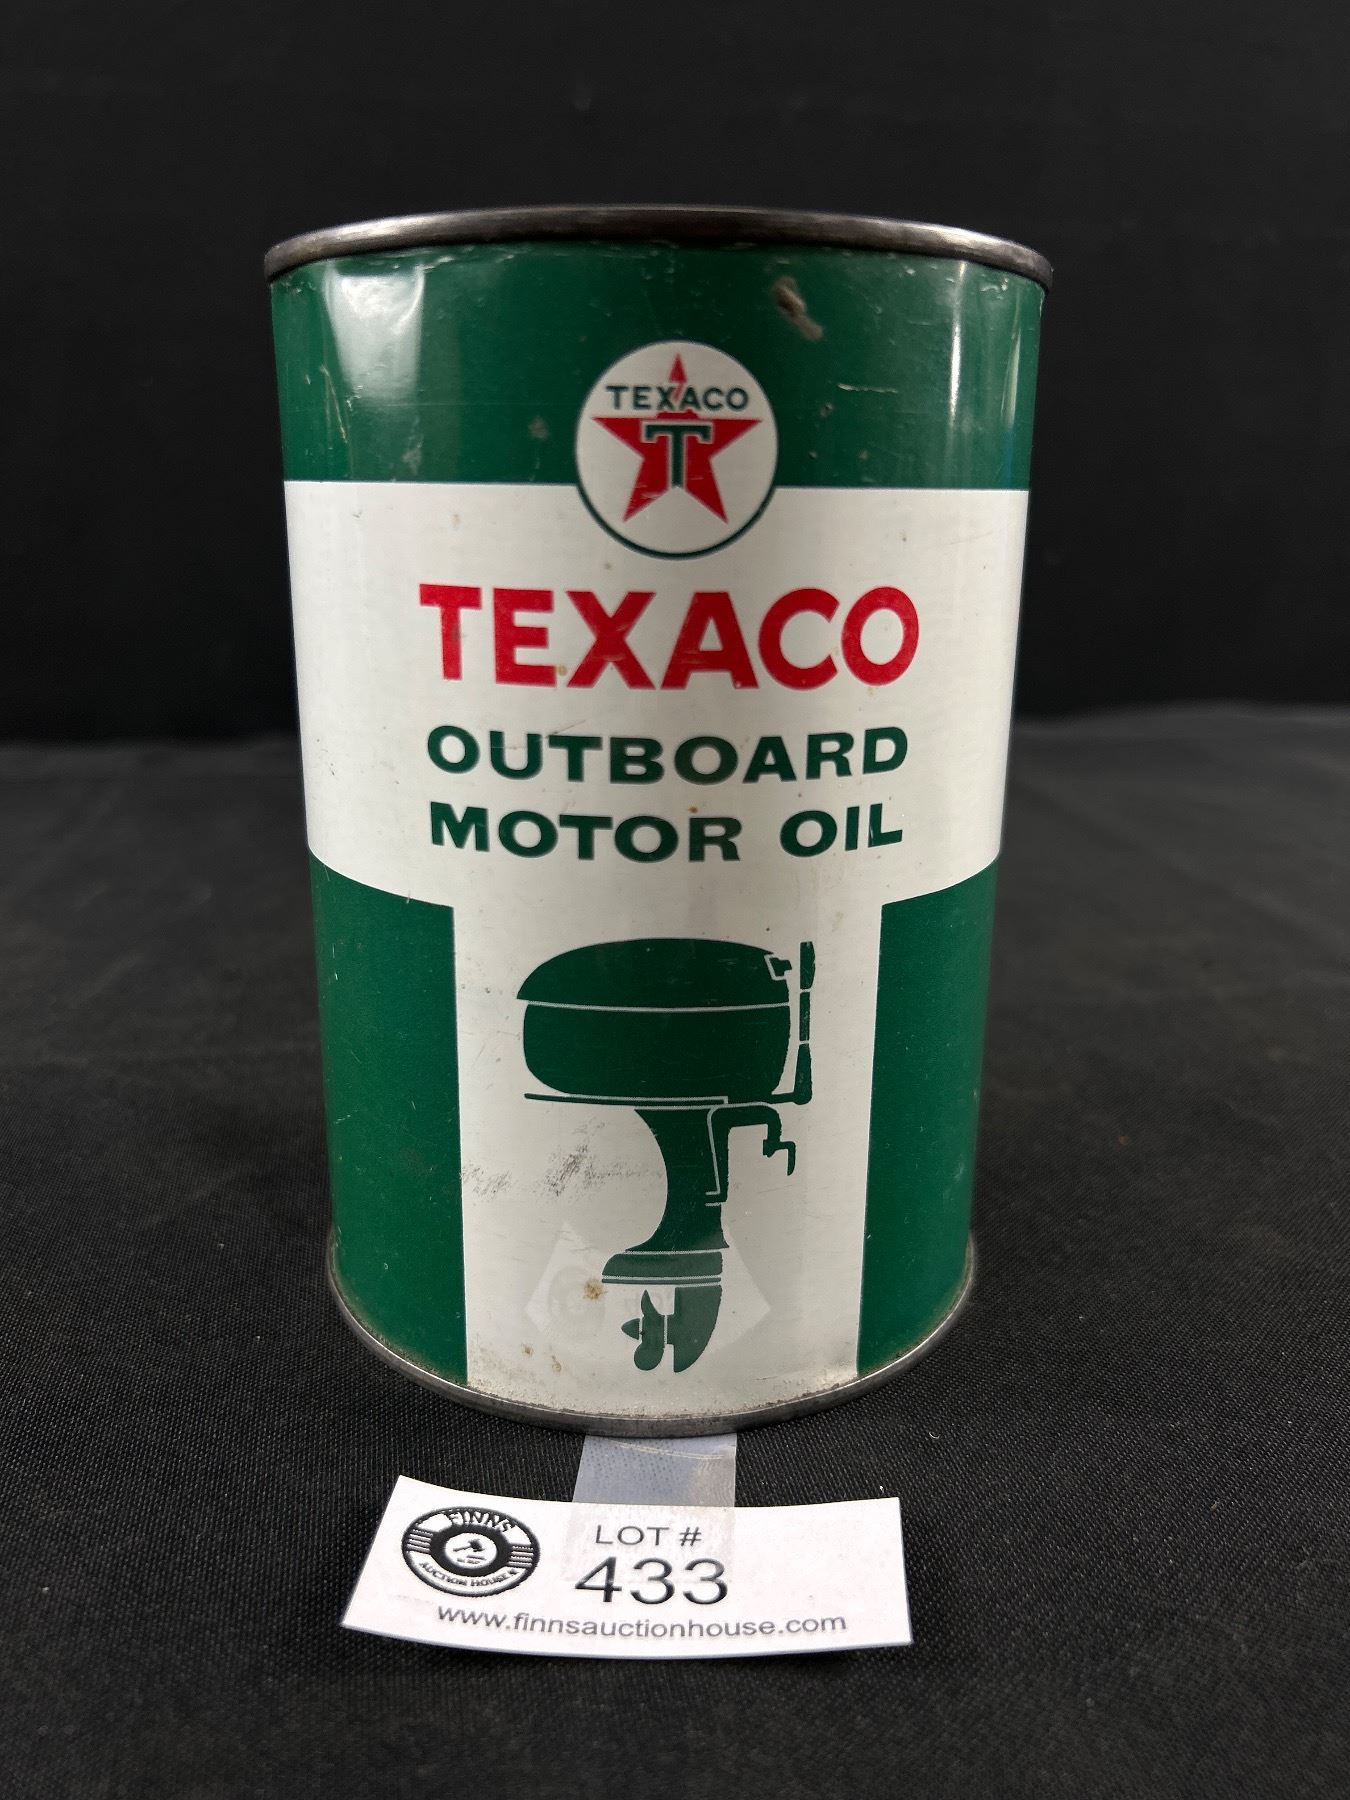 TEXACO
T
TEXACO
OUTBOARD
MOTOR OIL
FINNS
AUCTION HOUSE
LOT #
433
www.finnsauctionhouse.com